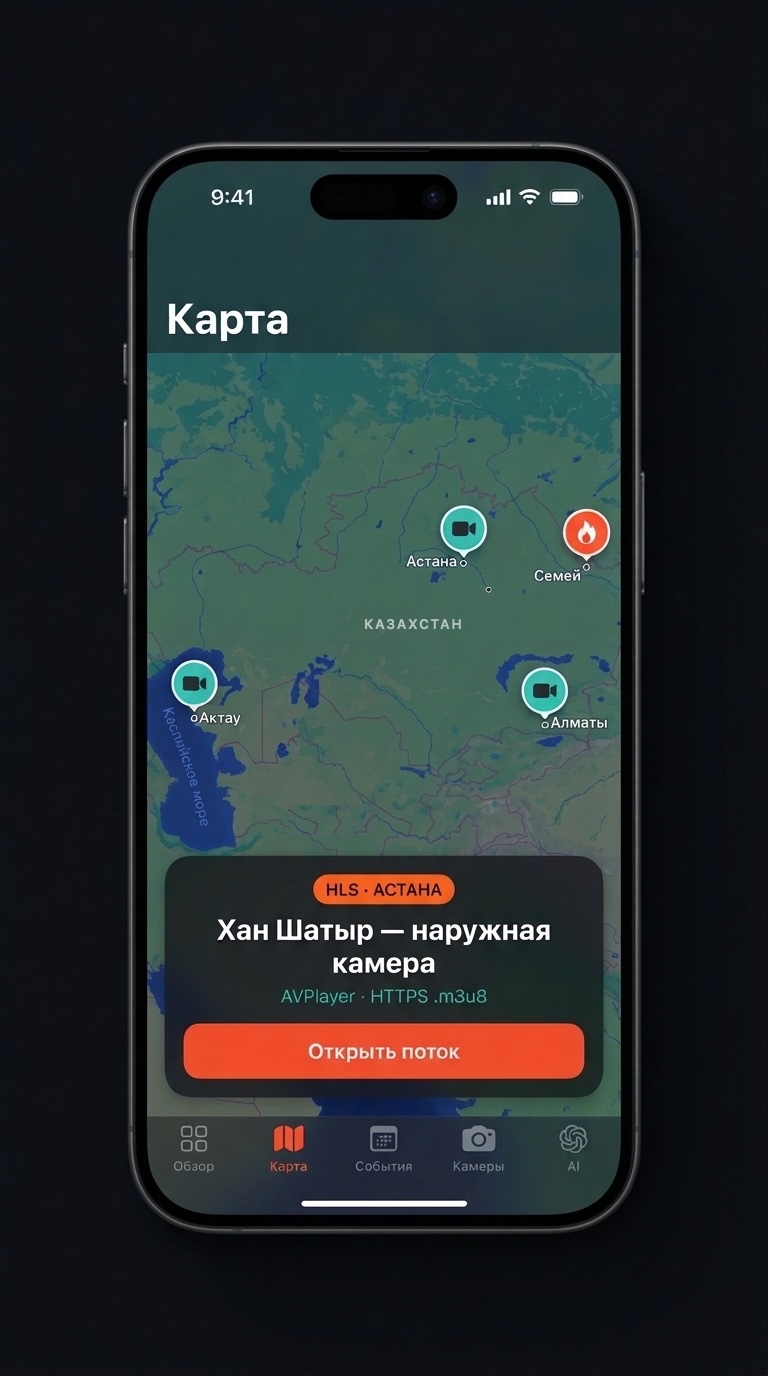 9:41
Карта
Астана
Семей
КАЗАХСТАН
Актау
Алматы
Каспийское море
HLS · АСТАНА
Хан Шатыр — наружная
камера
AVPlayer · HTTPS .m3u8
Открыть поток
Обзор
Карта
События
Камеры
AI